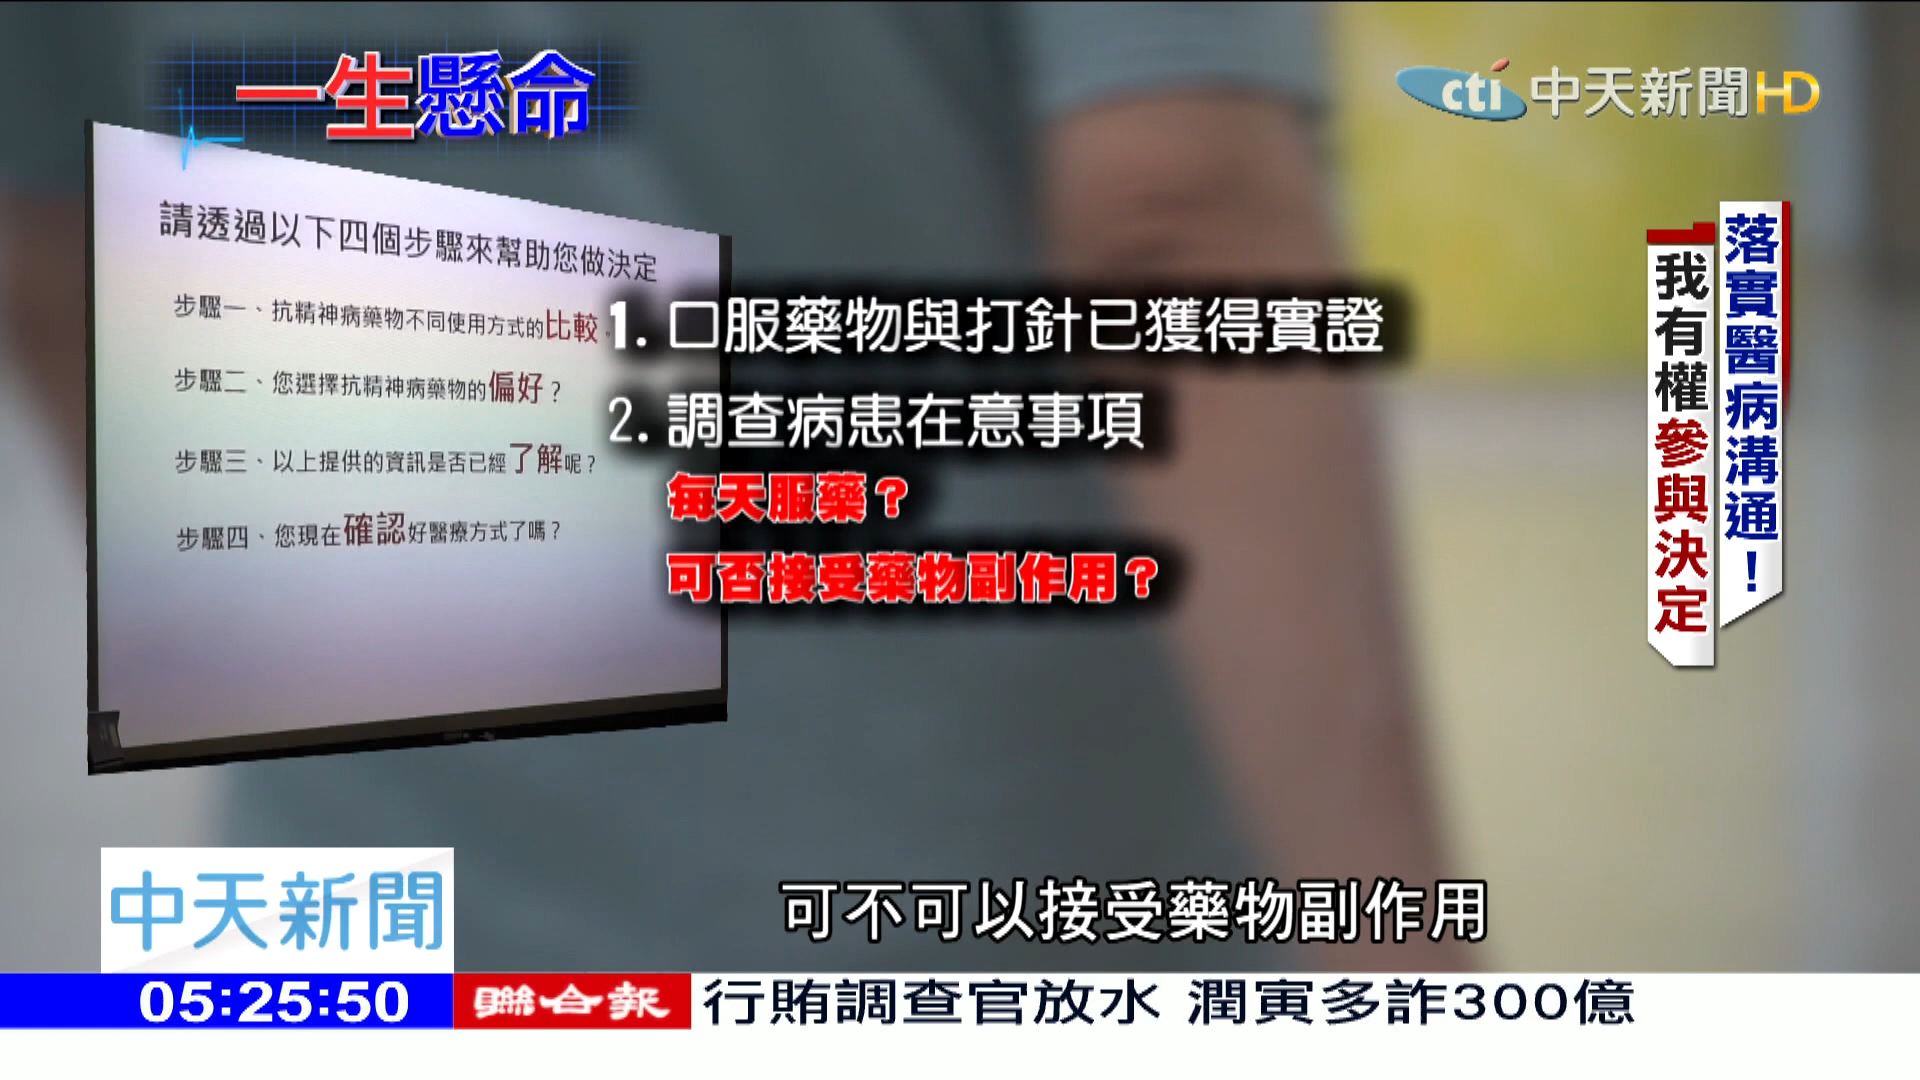 一生懸命
cti 中天新聞HD
請透過以下四個步驟來幫助您做決定
步驟一、抗精神病藥物不同使用方式的比較。
步驟二、您選擇抗精神病藥物的偏好？
步驟三、以上提供的資訊是否已經了解呢？
步驟四、您現在確認好醫療方式了嗎？
1. 口服藥物與打針已獲得實證
2. 調查病患在意事項
每天服藥？
可否接受藥物副作用？
落實醫病溝通！
我有權參與決定
可不可以接受藥物副作用
中天新聞
05:25:50
聯合報
行賄調查官放水 潤寅多詐300億